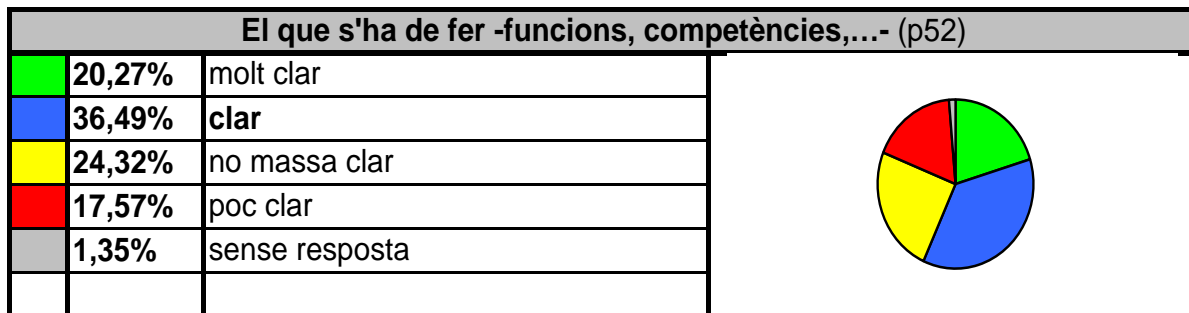 El que s'ha de fer -funcions, competències,...- (p52)
20,27% molt clar
36,49% clar
24,32% no massa clar
17,57% poc clar
1,35% sense resposta